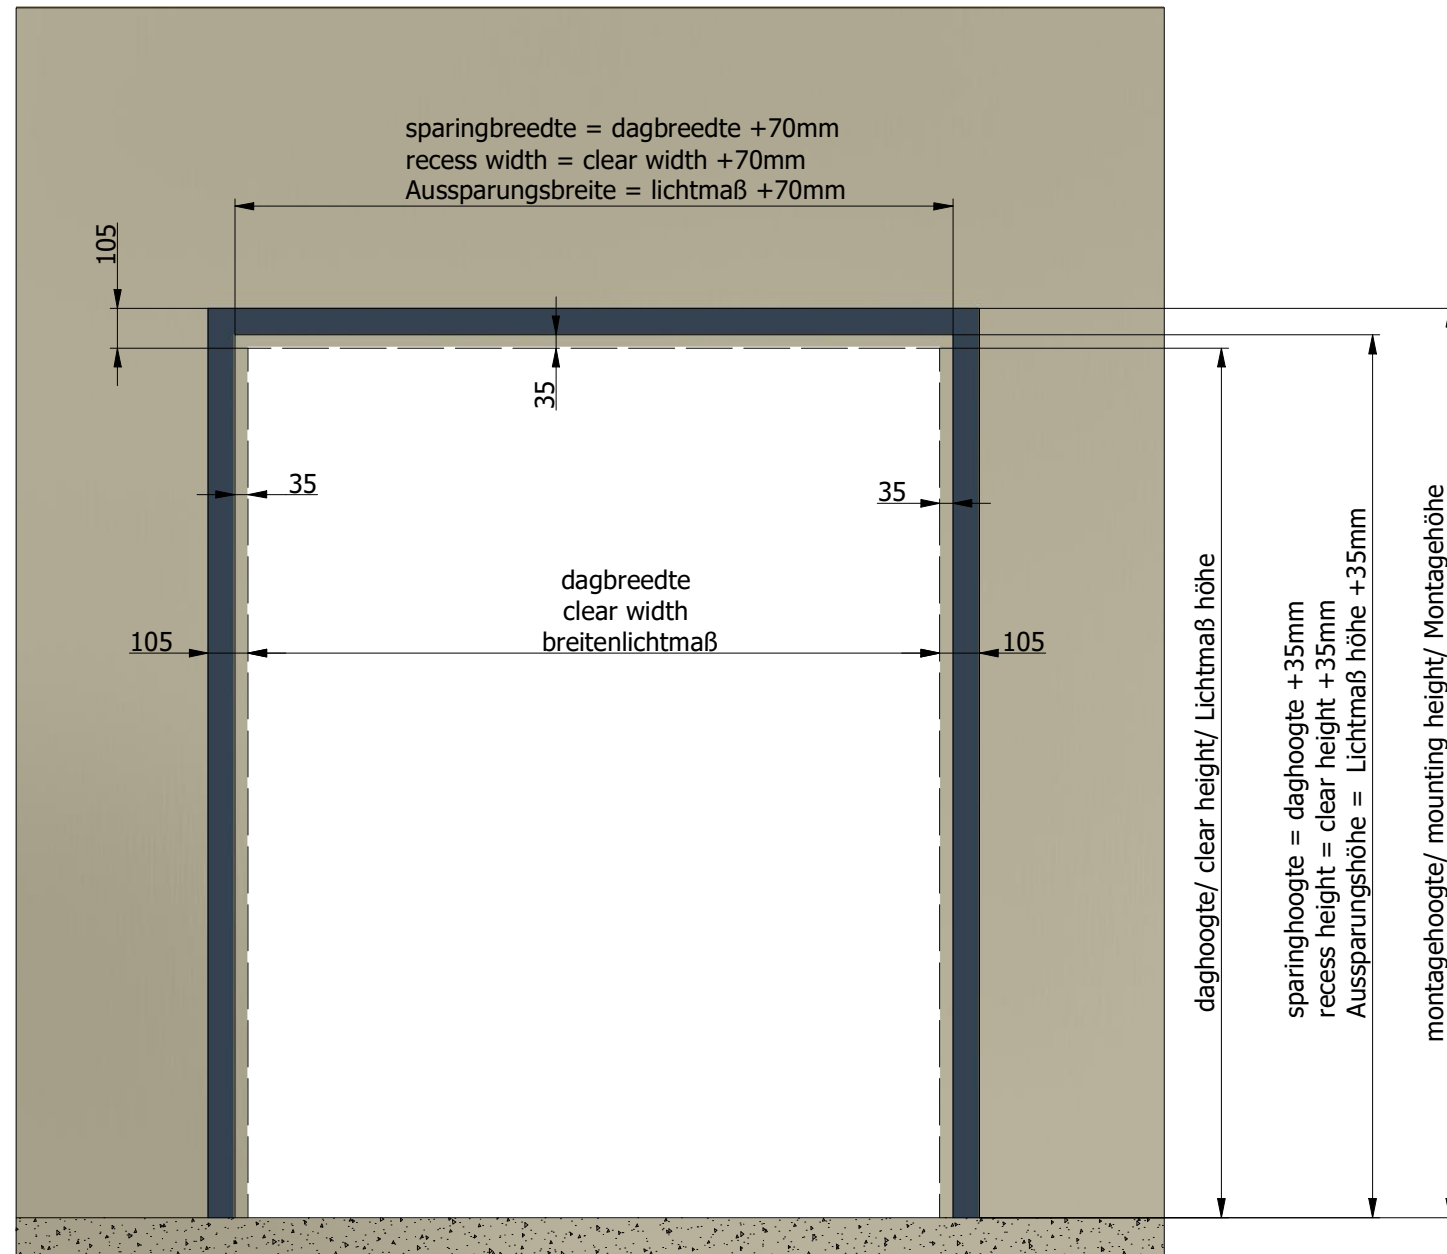 sparingbreedte = dagbreedte +70mm
recess width = clear width +70mm
Aussparungsbreite = lichtmaß +70mm
105
35
35
35
dagbreedte
clear width
breitenlichtmaß
105
105
daghoogte/ clear height/ Lichtmaß höhe
sparinghoogte = daghoogte +35mm
recess height = clear height +35mm
Aussparungshöhe = Lichtmaß höhe +35mm
montagehoogte/ mounting height/ Montagehöhe